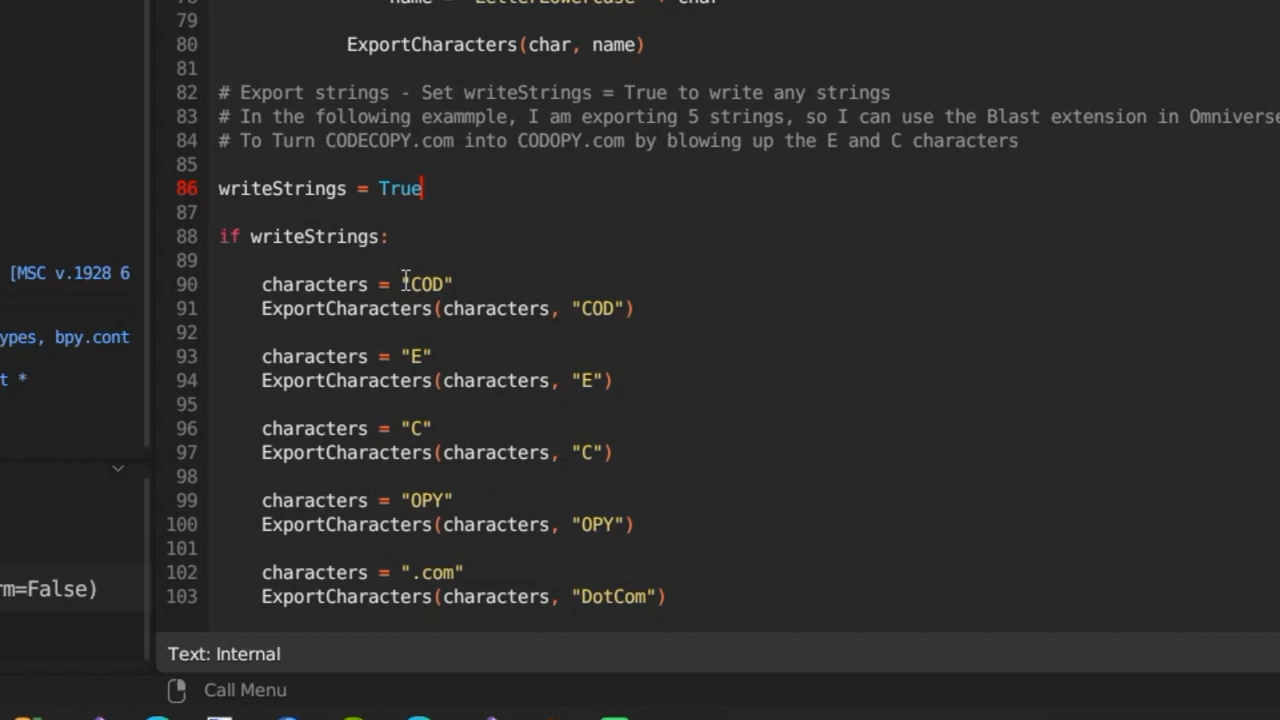 79
80 ExportCharacters(char, name)
81
82 # Export strings - Set writeStrings = True to write any strings
83 # In the following exammple, I am exporting 5 strings, so I can use the Blast extension in Omniverse
84 # To Turn CODECOPY.com into CODOPY.com by blowing up the E and C characters
85
86 writeStrings = True
87
88 if writeStrings:
89
[MSC v.1928 6
90 characters = "COD"
91 ExportCharacters(characters, "COD")
92
ypes, bpy.cont
93 characters = "E"
t *
94 ExportCharacters(characters, "E")
95
96 characters = "C"
97 ExportCharacters(characters, "C")
98
99 characters = "OPY"
100 ExportCharacters(characters, "OPY")
101
102 characters = ".com"
rm=False)
103 ExportCharacters(characters, "DotCom")
Text: Internal
Call Menu